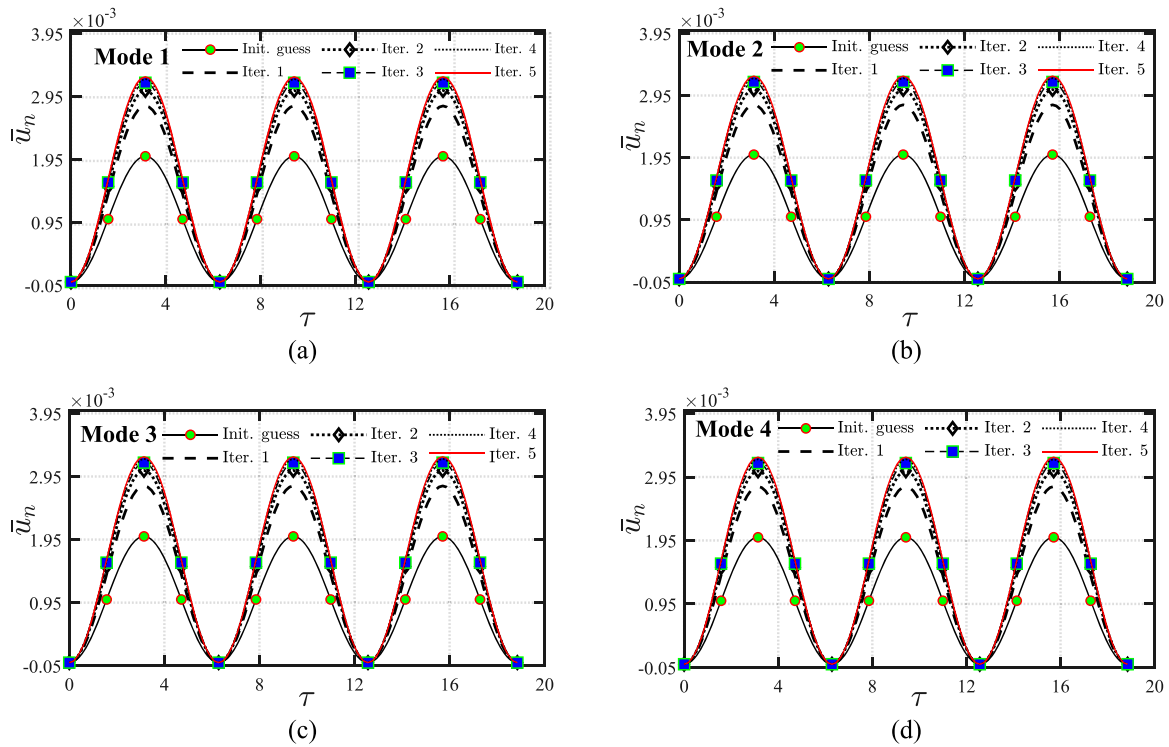 ×10⁻³
3.95
2.95
1.95
0.95
-0.05
ūₙ
Mode 1
Init. guess
Iter. 2
Iter. 4
Iter. 1
Iter. 3
Iter. 5
0 4 8 12 16 20
τ
(a)
×10⁻³
3.95
2.95
1.95
0.95
-0.05
ūₙ
Mode 2
Init. guess
Iter. 2
Iter. 4
Iter. 1
Iter. 3
Iter. 5
0 4 8 12 16 20
τ
(b)
×10⁻³
3.95
2.95
1.95
0.95
-0.05
ūₙ
Mode 3
Init. guess
Iter. 2
Iter. 4
Iter. 1
Iter. 3
Iter. 5
0 4 8 12 16 20
τ
(c)
×10⁻³
3.95
2.95
1.95
0.95
-0.05
ūₙ
Mode 4
Init. guess
Iter. 2
Iter. 4
Iter. 1
Iter. 3
Iter. 5
0 4 8 12 16 20
τ
(d)